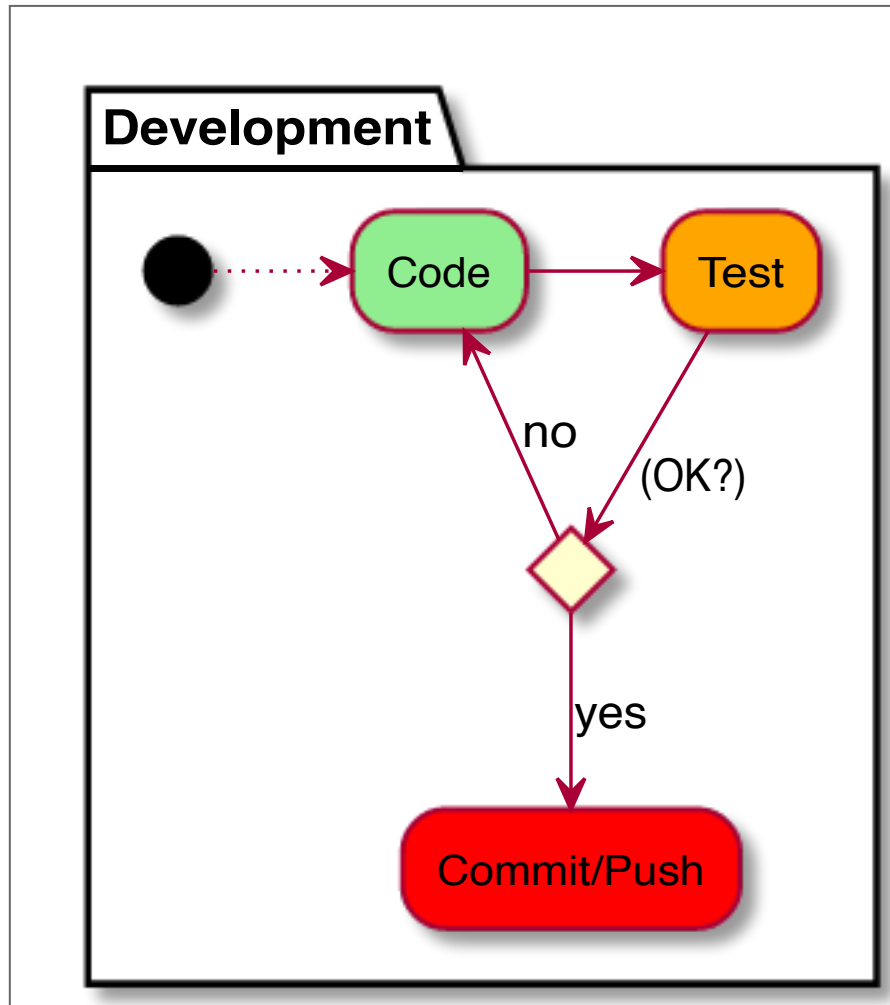 Development
Code
Test
no
(OK?)
yes
Commit/Push